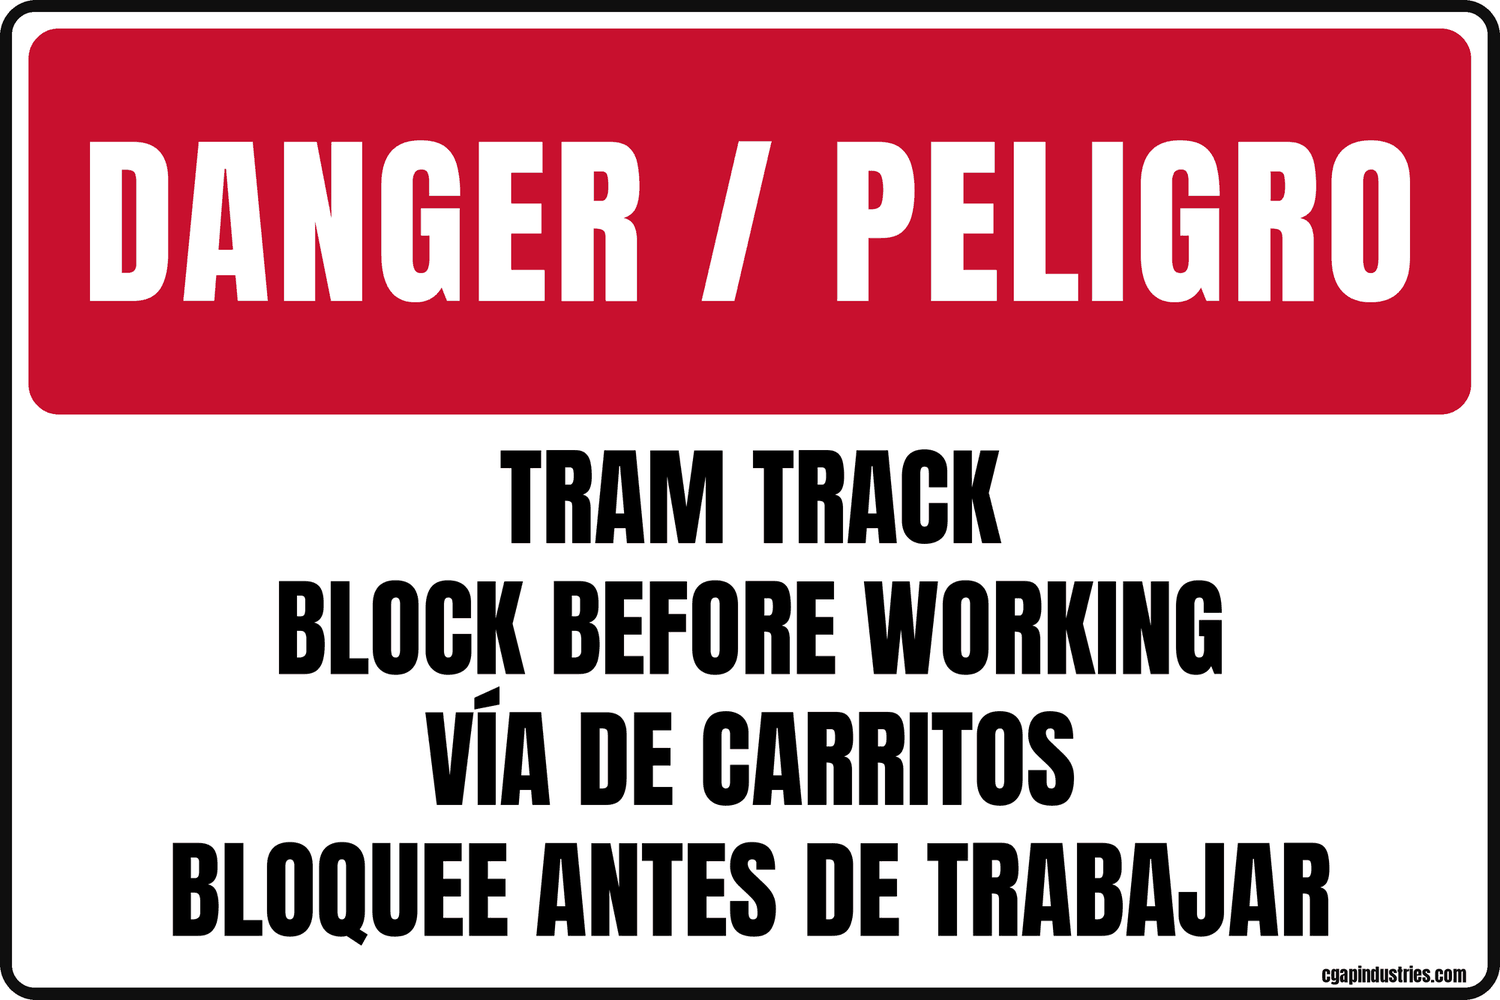 DANGER / PELIGRO
TRAM TRACK
BLOCK BEFORE WORKING
VÍA DE CARRITOS
BLOQUEE ANTES DE TRABAJAR
cgapindustries.com